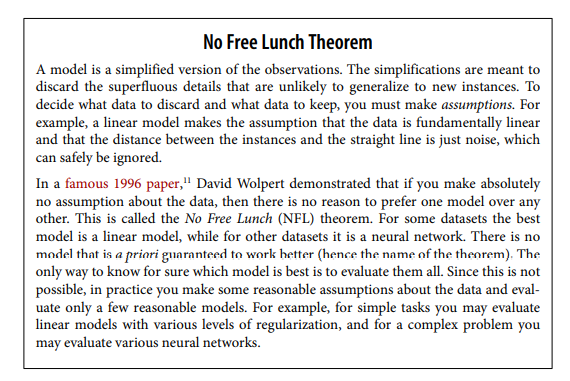 No Free Lunch Theorem
A model is a simplified version of the observations. The simplifications are meant to
discard the superfluous details that are unlikely to generalize to new instances. To
decide what data to discard and what data to keep, you must make assumptions. For
example, a linear model makes the assumption that the data is fundamentally linear
and that the distance between the instances and the straight line is just noise, which
can safely be ignored.
In a famous 1996 paper,¹¹ David Wolpert demonstrated that if you make absolutely
no assumption about the data, then there is no reason to prefer one model over any
other. This is called the No Free Lunch (NFL) theorem. For some datasets the best
model is a linear model, while for other datasets it is a neural network. There is no
model that is a priori guaranteed to work better (hence the name of the theorem). The
only way to know for sure which model is best is to evaluate them all. Since this is not
possible, in practice you make some reasonable assumptions about the data and eval-
uate only a few reasonable models. For example, for simple tasks you may evaluate
linear models with various levels of regularization, and for a complex problem you
may evaluate various neural networks.